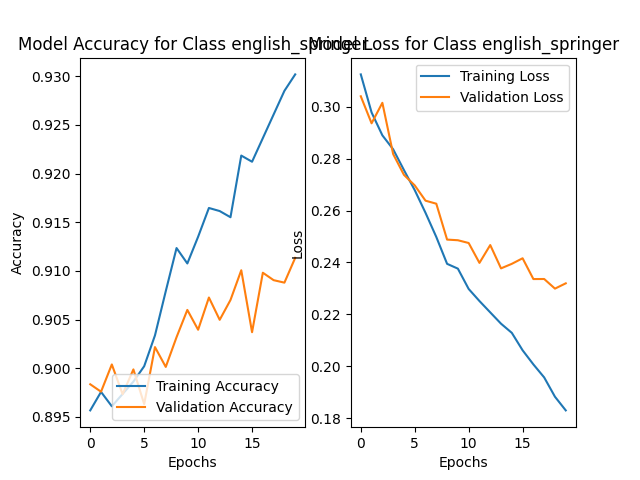 Model Accuracy for Class english_springer
Model Loss for Class english_springer
0.930
0.925
0.920
0.915
0.910
0.905
0.900
0.895
Accuracy
Training Accuracy
Validation Accuracy
0 5 10 15
Epochs
Training Loss
Validation Loss
0.30
0.28
0.26
0.24
0.22
0.20
0.18
Loss
0 5 10 15
Epochs